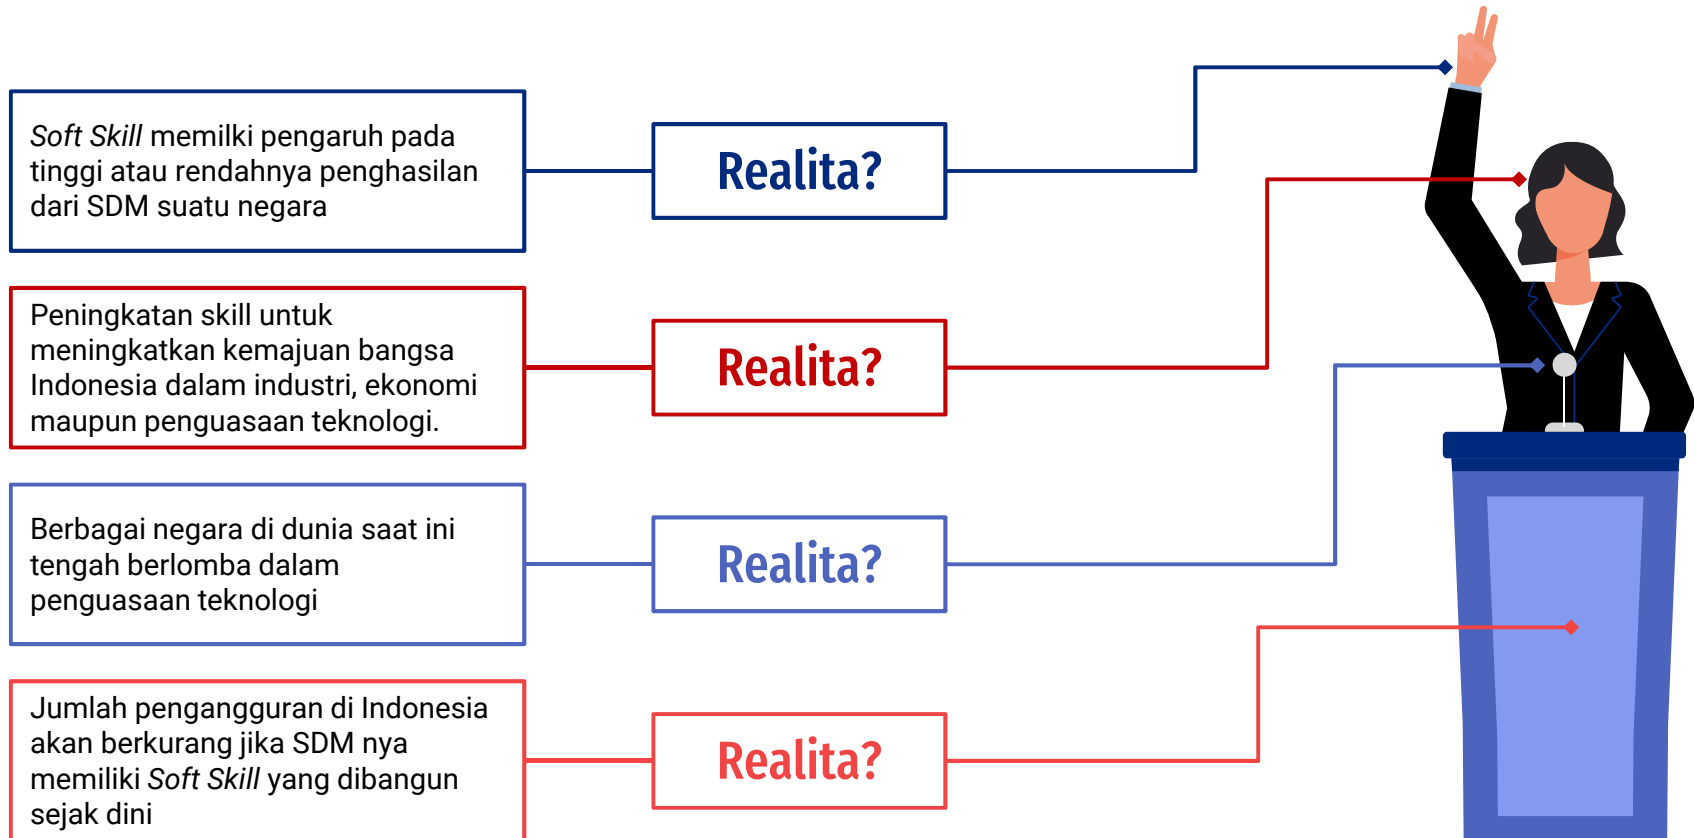 Soft Skill memilki pengaruh pada
tinggi atau rendahnya penghasilan
dari SDM suatu negara
Realita?
Peningkatan skill untuk
meningkatkan kemajuan bangsa
Indonesia dalam industri, ekonomi
maupun penguasaan teknologi.
Realita?
Berbagai negara di dunia saat ini
tengah berlomba dalam
penguasaan teknologi
Realita?
Jumlah pengangguran di Indonesia
akan berkurang jika SDM nya
memiliki Soft Skill yang dibangun
sejak dini
Realita?